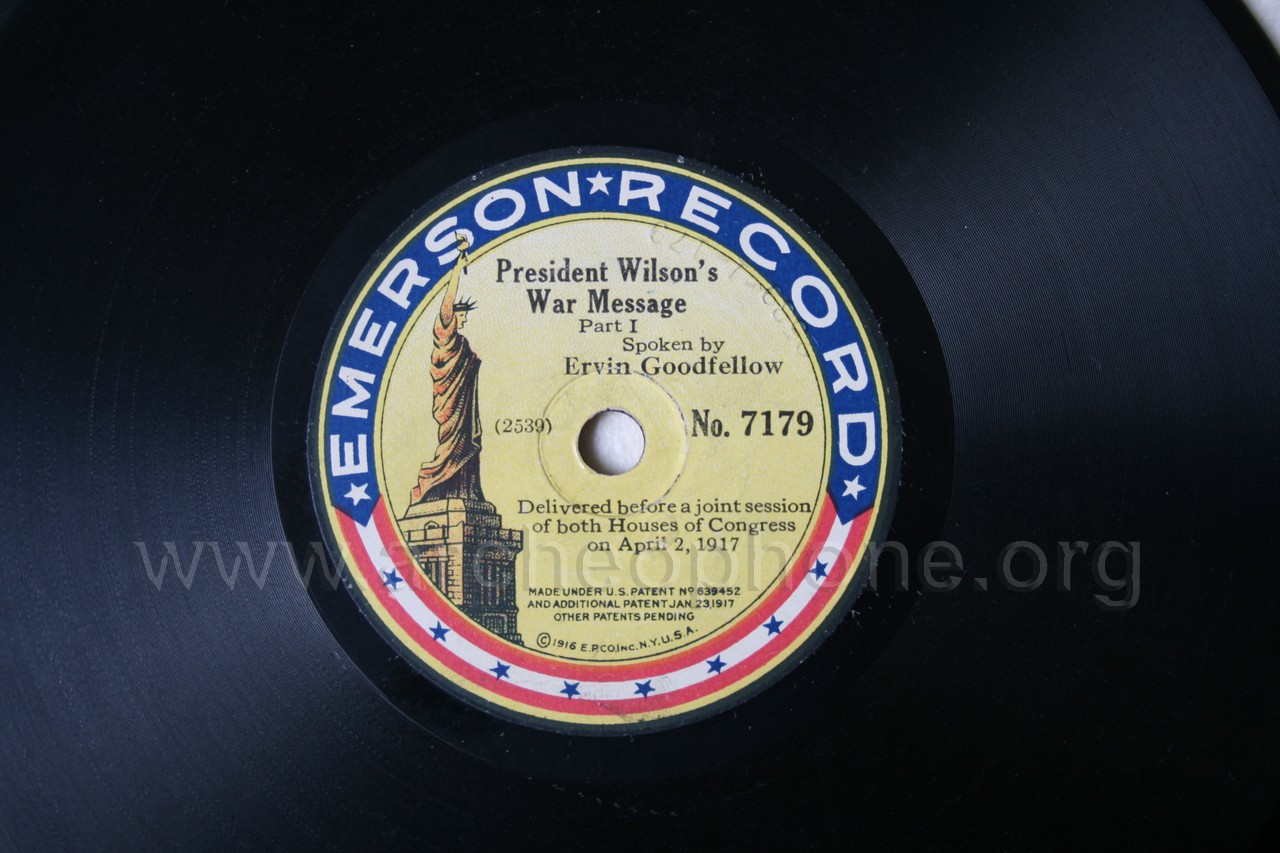 EMERSON★RECORD
President Wilson's
War Message
Part I
Spoken by
Ervin Goodfellow
(2539)
No. 7179
Delivered before a joint session
of both Houses of Congress
on April 2, 1917
MADE UNDER U.S. PATENT No 639452
AND ADDITIONAL PATENT JAN. 23, 1917
OTHER PATENTS PENDING
©1916 E.P.CO.INC. N.Y. U.S.A.
www.archeophone.org